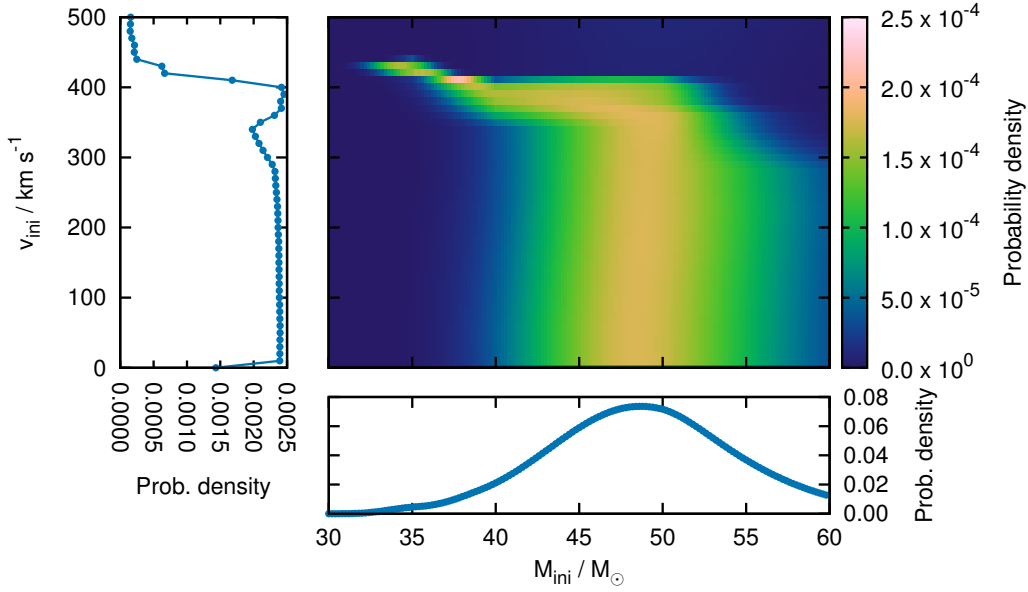 500
400
300
200
100
0
v_ini / km s⁻¹
0.0000
0.0005
0.0010
0.0015
0.0020
0.0025
Prob. density
2.5 x 10⁻⁴
2.0 x 10⁻⁴
1.5 x 10⁻⁴
1.0 x 10⁻⁴
5.0 x 10⁻⁵
0.0 x 10⁰
Probability density
0.08
0.06
0.04
0.02
0.00
Prob. density
30 35 40 45 50 55 60
M_ini / M_☉